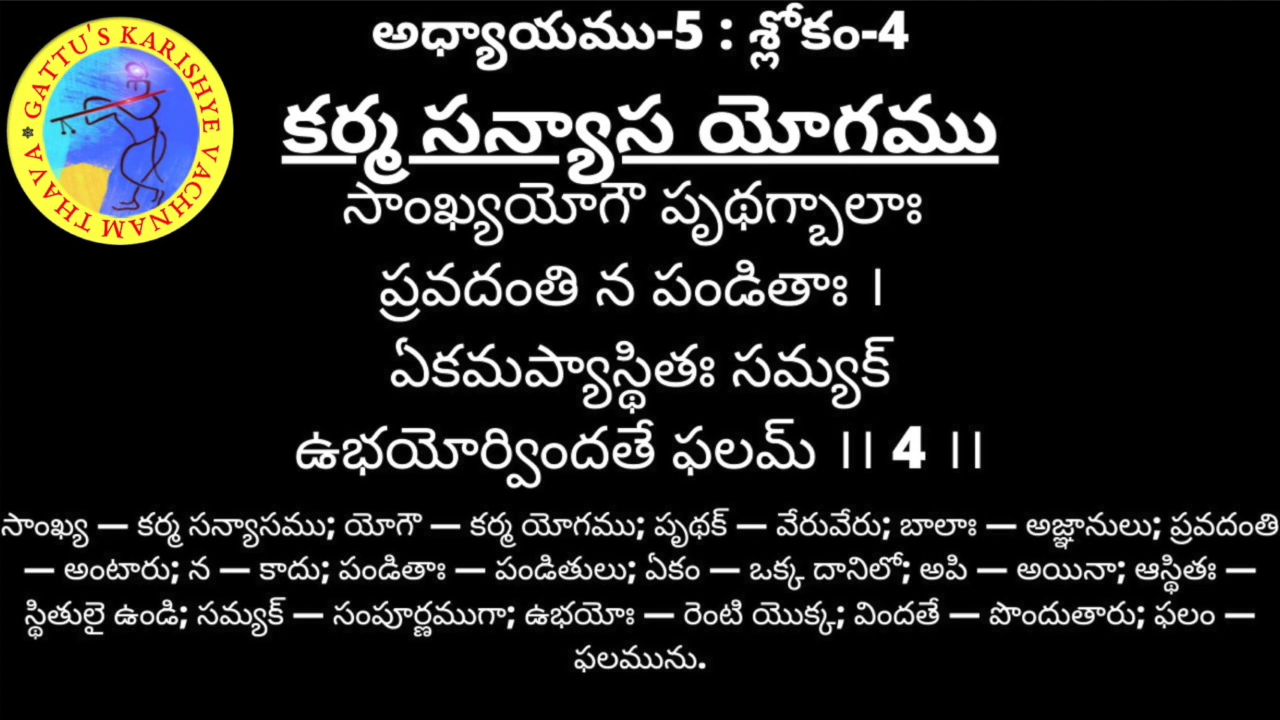 GATTU'S KARISHYE VACHNAM THAVA
అధ్యాయము-5 : శ్లోకం-4
కర్మ సన్యాస యోగము
సాంఖ్యయోగౌ పృథగ్బాలాః
ప్రవదంతి న పండితాః ।
ఏకమప్యాస్థితః సమ్యక్
ఉభయోర్విందతే ఫలమ్ ।। 4 ।।
సాంఖ్య — కర్మ సన్యాసము; యోగౌ — కర్మ యోగము; పృథక్ — వేరువేరు; బాలాః — అజ్ఞానులు; ప్రవదంతి
— అంటారు; న — కాదు; పండితాః — పండితులు; ఏకం — ఒక్క దానిలో; అపి — అయినా; ఆస్థితః —
స్థితులై ఉండి; సమ్యక్ — సంపూర్ణముగా; ఉభయోః — రెంటి యొక్క; విందతే — పొందుతారు; ఫలం —
ఫలమును.